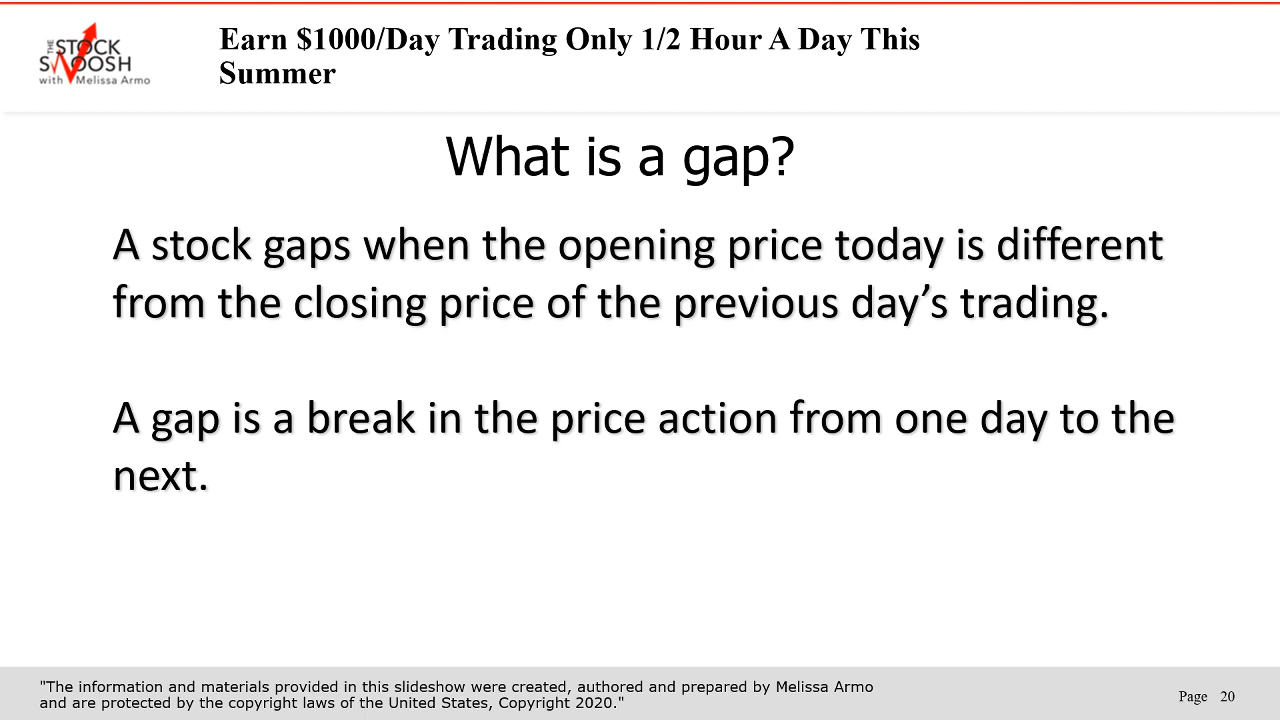 THE
STOCK
SWOOSH
with Melissa Armo
Earn $1000/Day Trading Only 1/2 Hour A Day This
Summer
What is a gap?
A stock gaps when the opening price today is different
from the closing price of the previous day’s trading.
A gap is a break in the price action from one day to the
next.
"The information and materials provided in this slideshow were created, authored and prepared by Melissa Armo
and are protected by the copyright laws of the United States, Copyright 2020."
Page 20